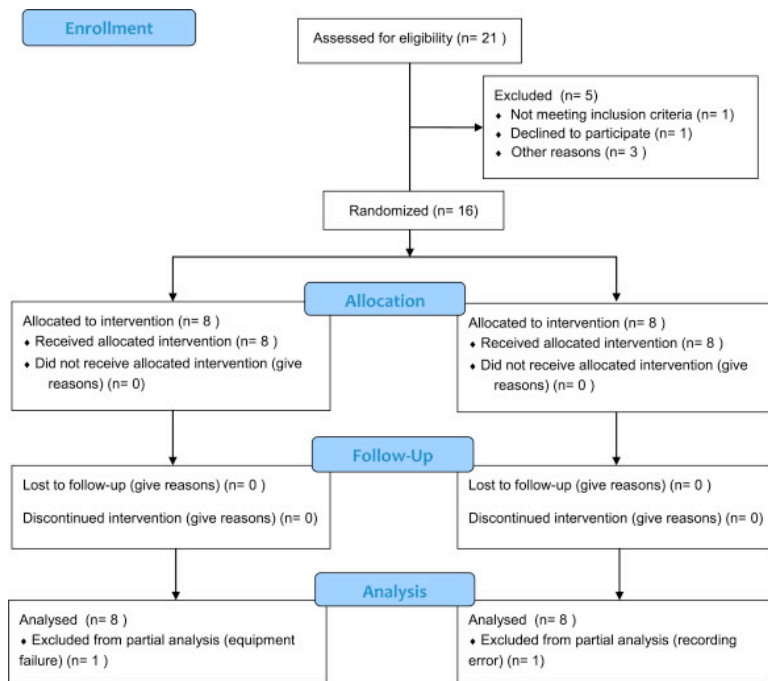 Enrollment
Assessed for eligibility (n= 21 )
Excluded (n= 5)
♦ Not meeting inclusion criteria (n= 1)
♦ Declined to participate (n= 1)
♦ Other reasons (n= 3 )
Randomized (n= 16)
Allocation
Allocated to intervention (n= 8 )
♦ Received allocated intervention (n= 8 )
♦ Did not receive allocated intervention (give
reasons) (n= 0)
Allocated to intervention (n= 8 )
♦ Received allocated intervention (n= 8 )
♦ Did not receive allocated intervention (give
reasons) (n= 0 )
Follow-Up
Lost to follow-up (give reasons) (n= 0 )
Discontinued intervention (give reasons) (n= 0)
Lost to follow-up (give reasons) (n= 0 )
Discontinued intervention (give reasons) (n= 0)
Analysis
Analysed (n= 8 )
♦ Excluded from partial analysis (equipment
failure) (n= 1 )
Analysed (n= 8 )
♦ Excluded from partial analysis (recording
error) (n= 1)